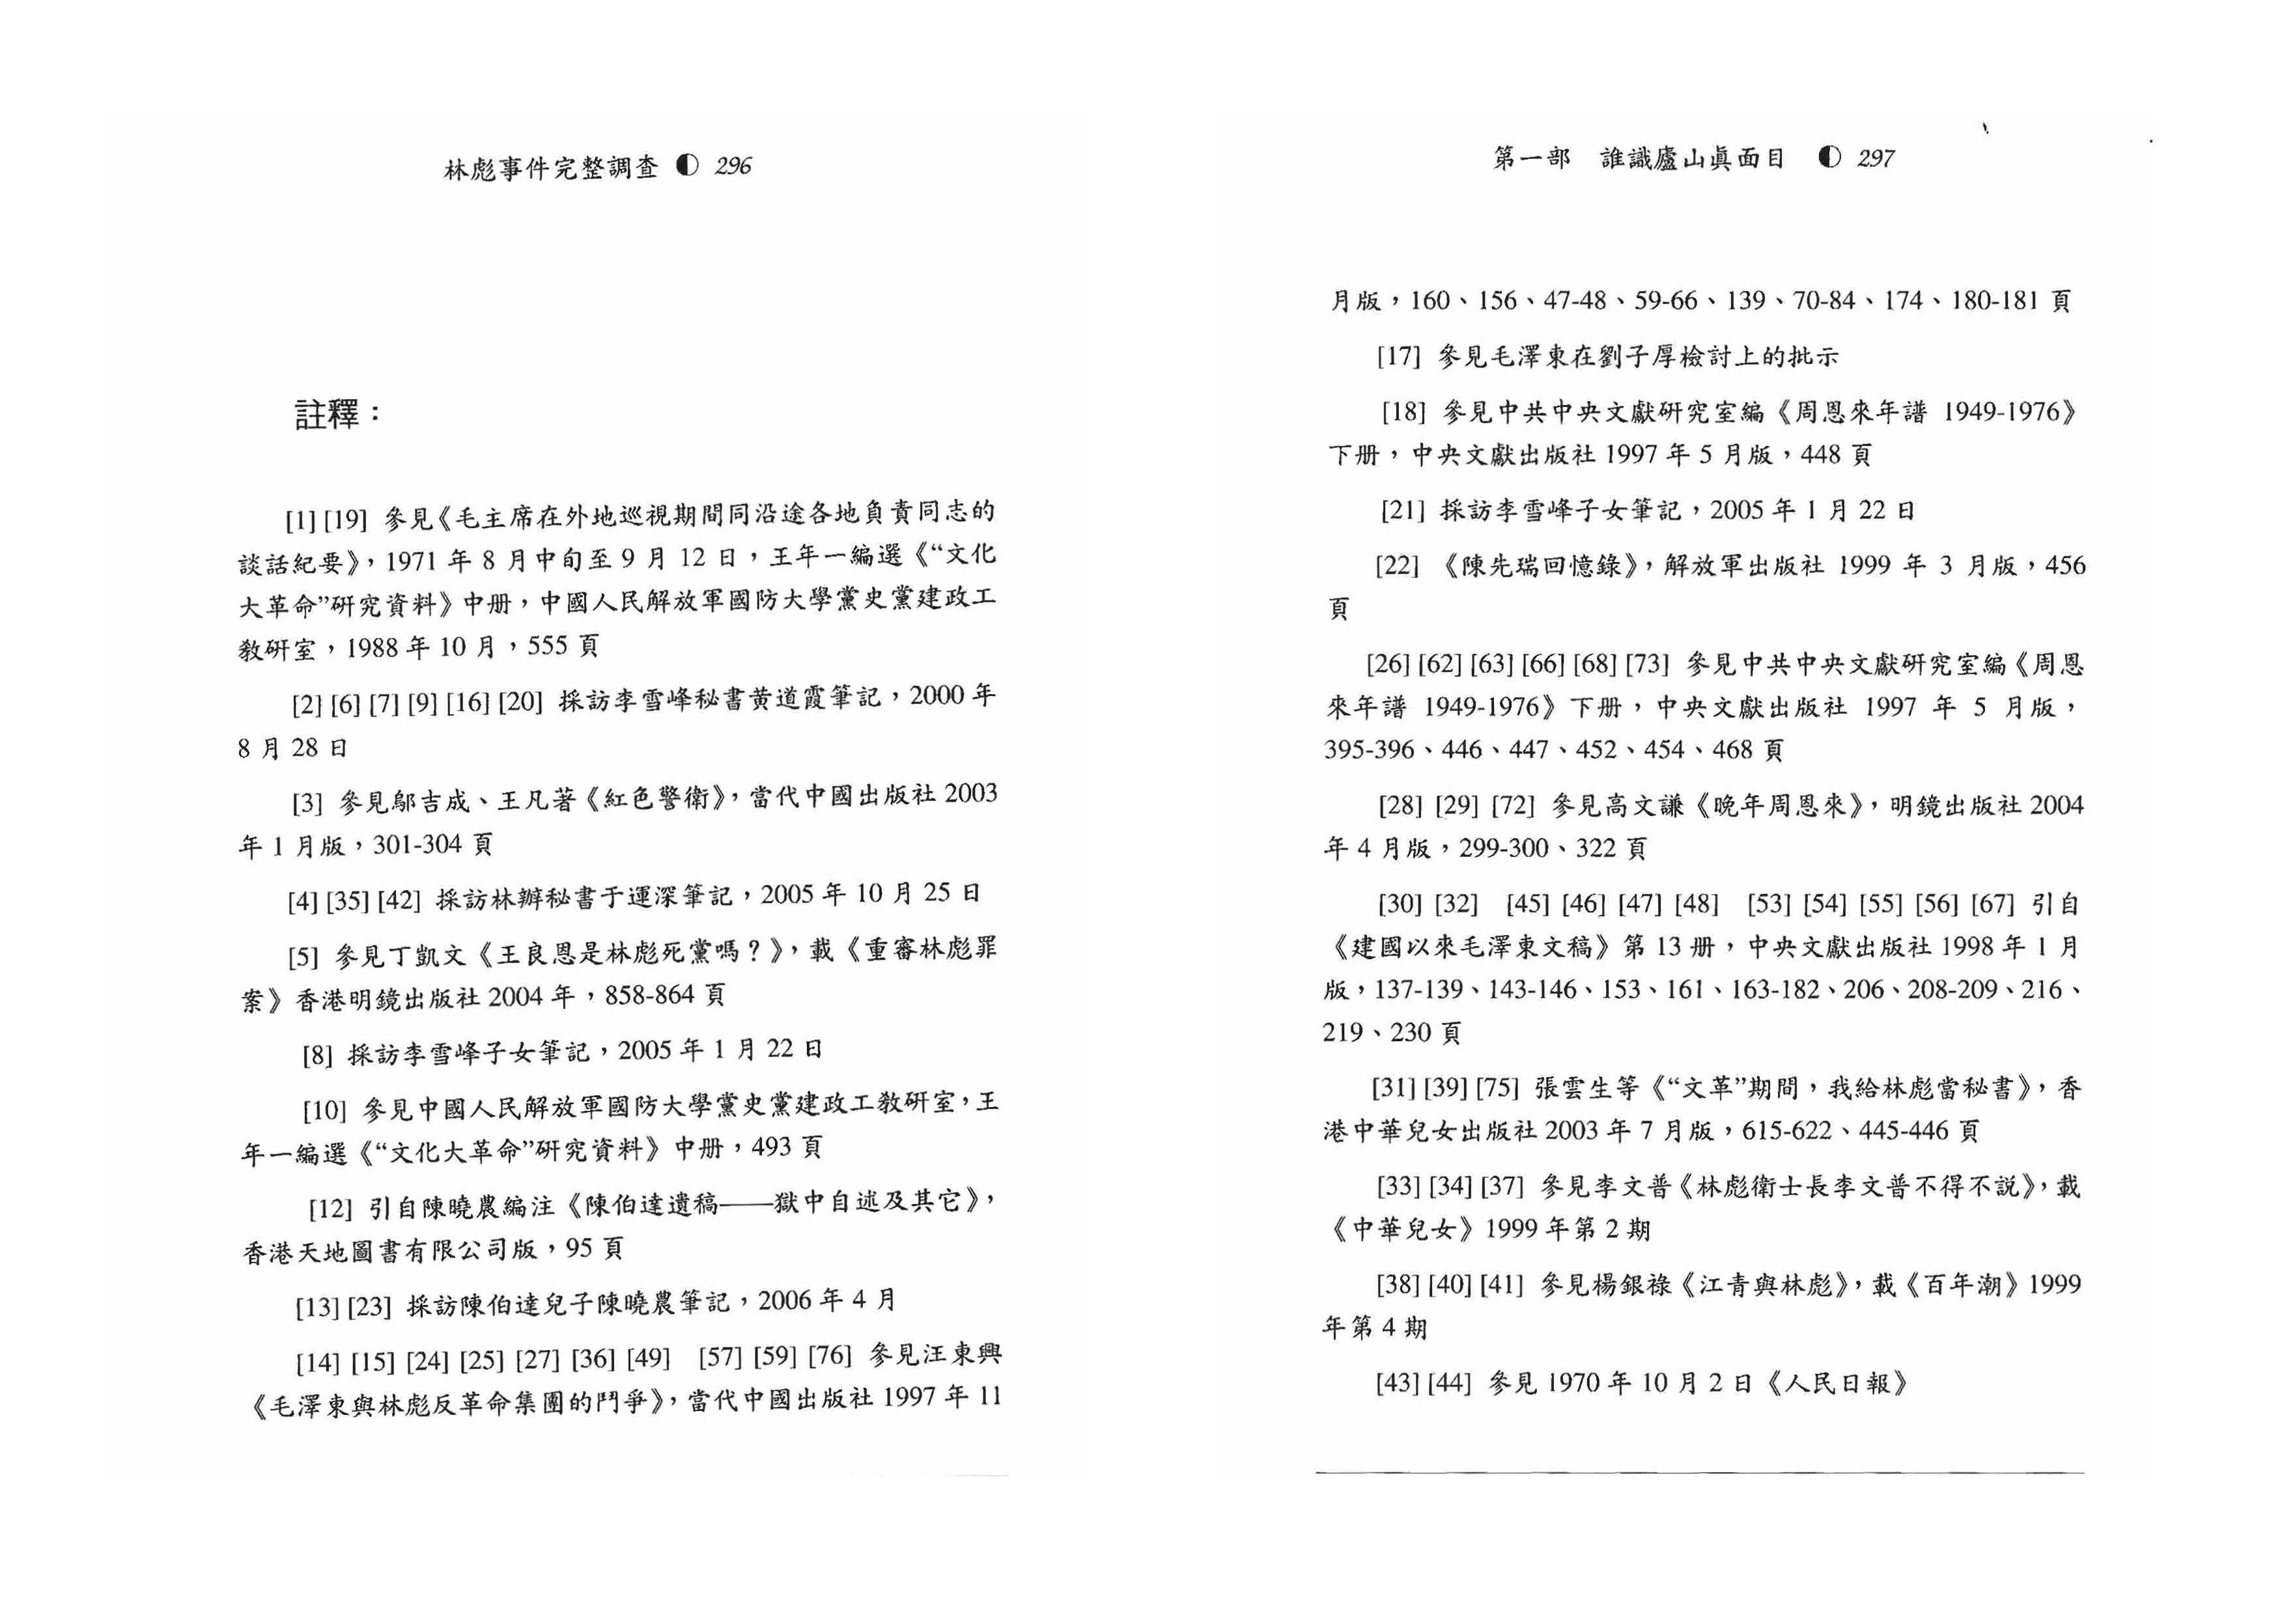 林彪事件完整調查 ◐ 296
註釋：
[1] [19] 參見《毛主席在外地巡視期間同沿途各地負責同志的
談話紀要》，1971 年 8 月中旬至 9 月 12 日，王年一編選《“文化
大革命”研究資料》中册，中國人民解放軍國防大學黨史黨建政工
教研室，1988 年 10 月，555 頁
[2] [6] [7] [9] [16] [20] 採訪李雪峰秘書黄道霞筆記，2000 年
8 月 28 日
[3] 參見鄔吉成、王凡著《紅色警衛》，當代中國出版社 2003
年 1 月版，301-304 頁
[4] [35] [42] 採訪林辦秘書于運深筆記，2005 年 10 月 25 日
[5] 參見丁凱文《王良恩是林彪死黨嗎？》，載《重審林彪罪
案》香港明鏡出版社 2004 年，858-864 頁
[8] 採訪李雪峰子女筆記，2005 年 1 月 22 日
[10] 參見中國人民解放軍國防大學黨史黨建政工教研室，王
年一編選《“文化大革命”研究資料》中册，493 頁
[12] 引自陳曉農編注《陳伯達遺稿——獄中自述及其它》，
香港天地圖書有限公司版，95 頁
[13] [23] 採訪陳伯達兒子陳曉農筆記，2006 年 4 月
[14] [15] [24] [25] [27] [36] [49] [57] [59] [76] 參見汪東興
《毛澤東與林彪反革命集團的鬥爭》，當代中國出版社 1997 年 11
第一部 誰識廬山眞面目 ◐ 297
月版，160、156、47-48、59-66、139、70-84、174、180-181 頁
[17] 參見毛澤東在劉子厚檢討上的批示
[18] 參見中共中央文獻研究室編《周恩來年譜 1949-1976》
下册，中央文獻出版社 1997 年 5 月版，448 頁
[21] 採訪李雪峰子女筆記，2005 年 1 月 22 日
[22] 《陳先瑞回憶錄》，解放軍出版社 1999 年 3 月版，456
頁
[26] [62] [63] [66] [68] [73] 參見中共中央文獻研究室編《周恩
來年譜 1949-1976》下册，中央文獻出版社 1997 年 5 月版，
395-396、446、447、452、454、468 頁
[28] [29] [72] 參見高文謙《晚年周恩來》，明鏡出版社 2004
年 4 月版，299-300、322 頁
[30] [32] [45] [46] [47] [48] [53] [54] [55] [56] [67] 引自
《建國以來毛澤東文稿》第 13 册，中央文獻出版社 1998 年 1 月
版，137-139、143-146、153、161、163-182、206、208-209、216、
219、230 頁
[31] [39] [75] 張雲生等《“文革”期間，我給林彪當秘書》，香
港中華兒女出版社 2003 年 7 月版，615-622、445-446 頁
[33] [34] [37] 參見李文普《林彪衛士長李文普不得不説》，載
《中華兒女》1999 年第 2 期
[38] [40] [41] 參見楊銀祿《江青與林彪》，載《百年潮》1999
年第 4 期
[43] [44] 參見 1970 年 10 月 2 日《人民日報》